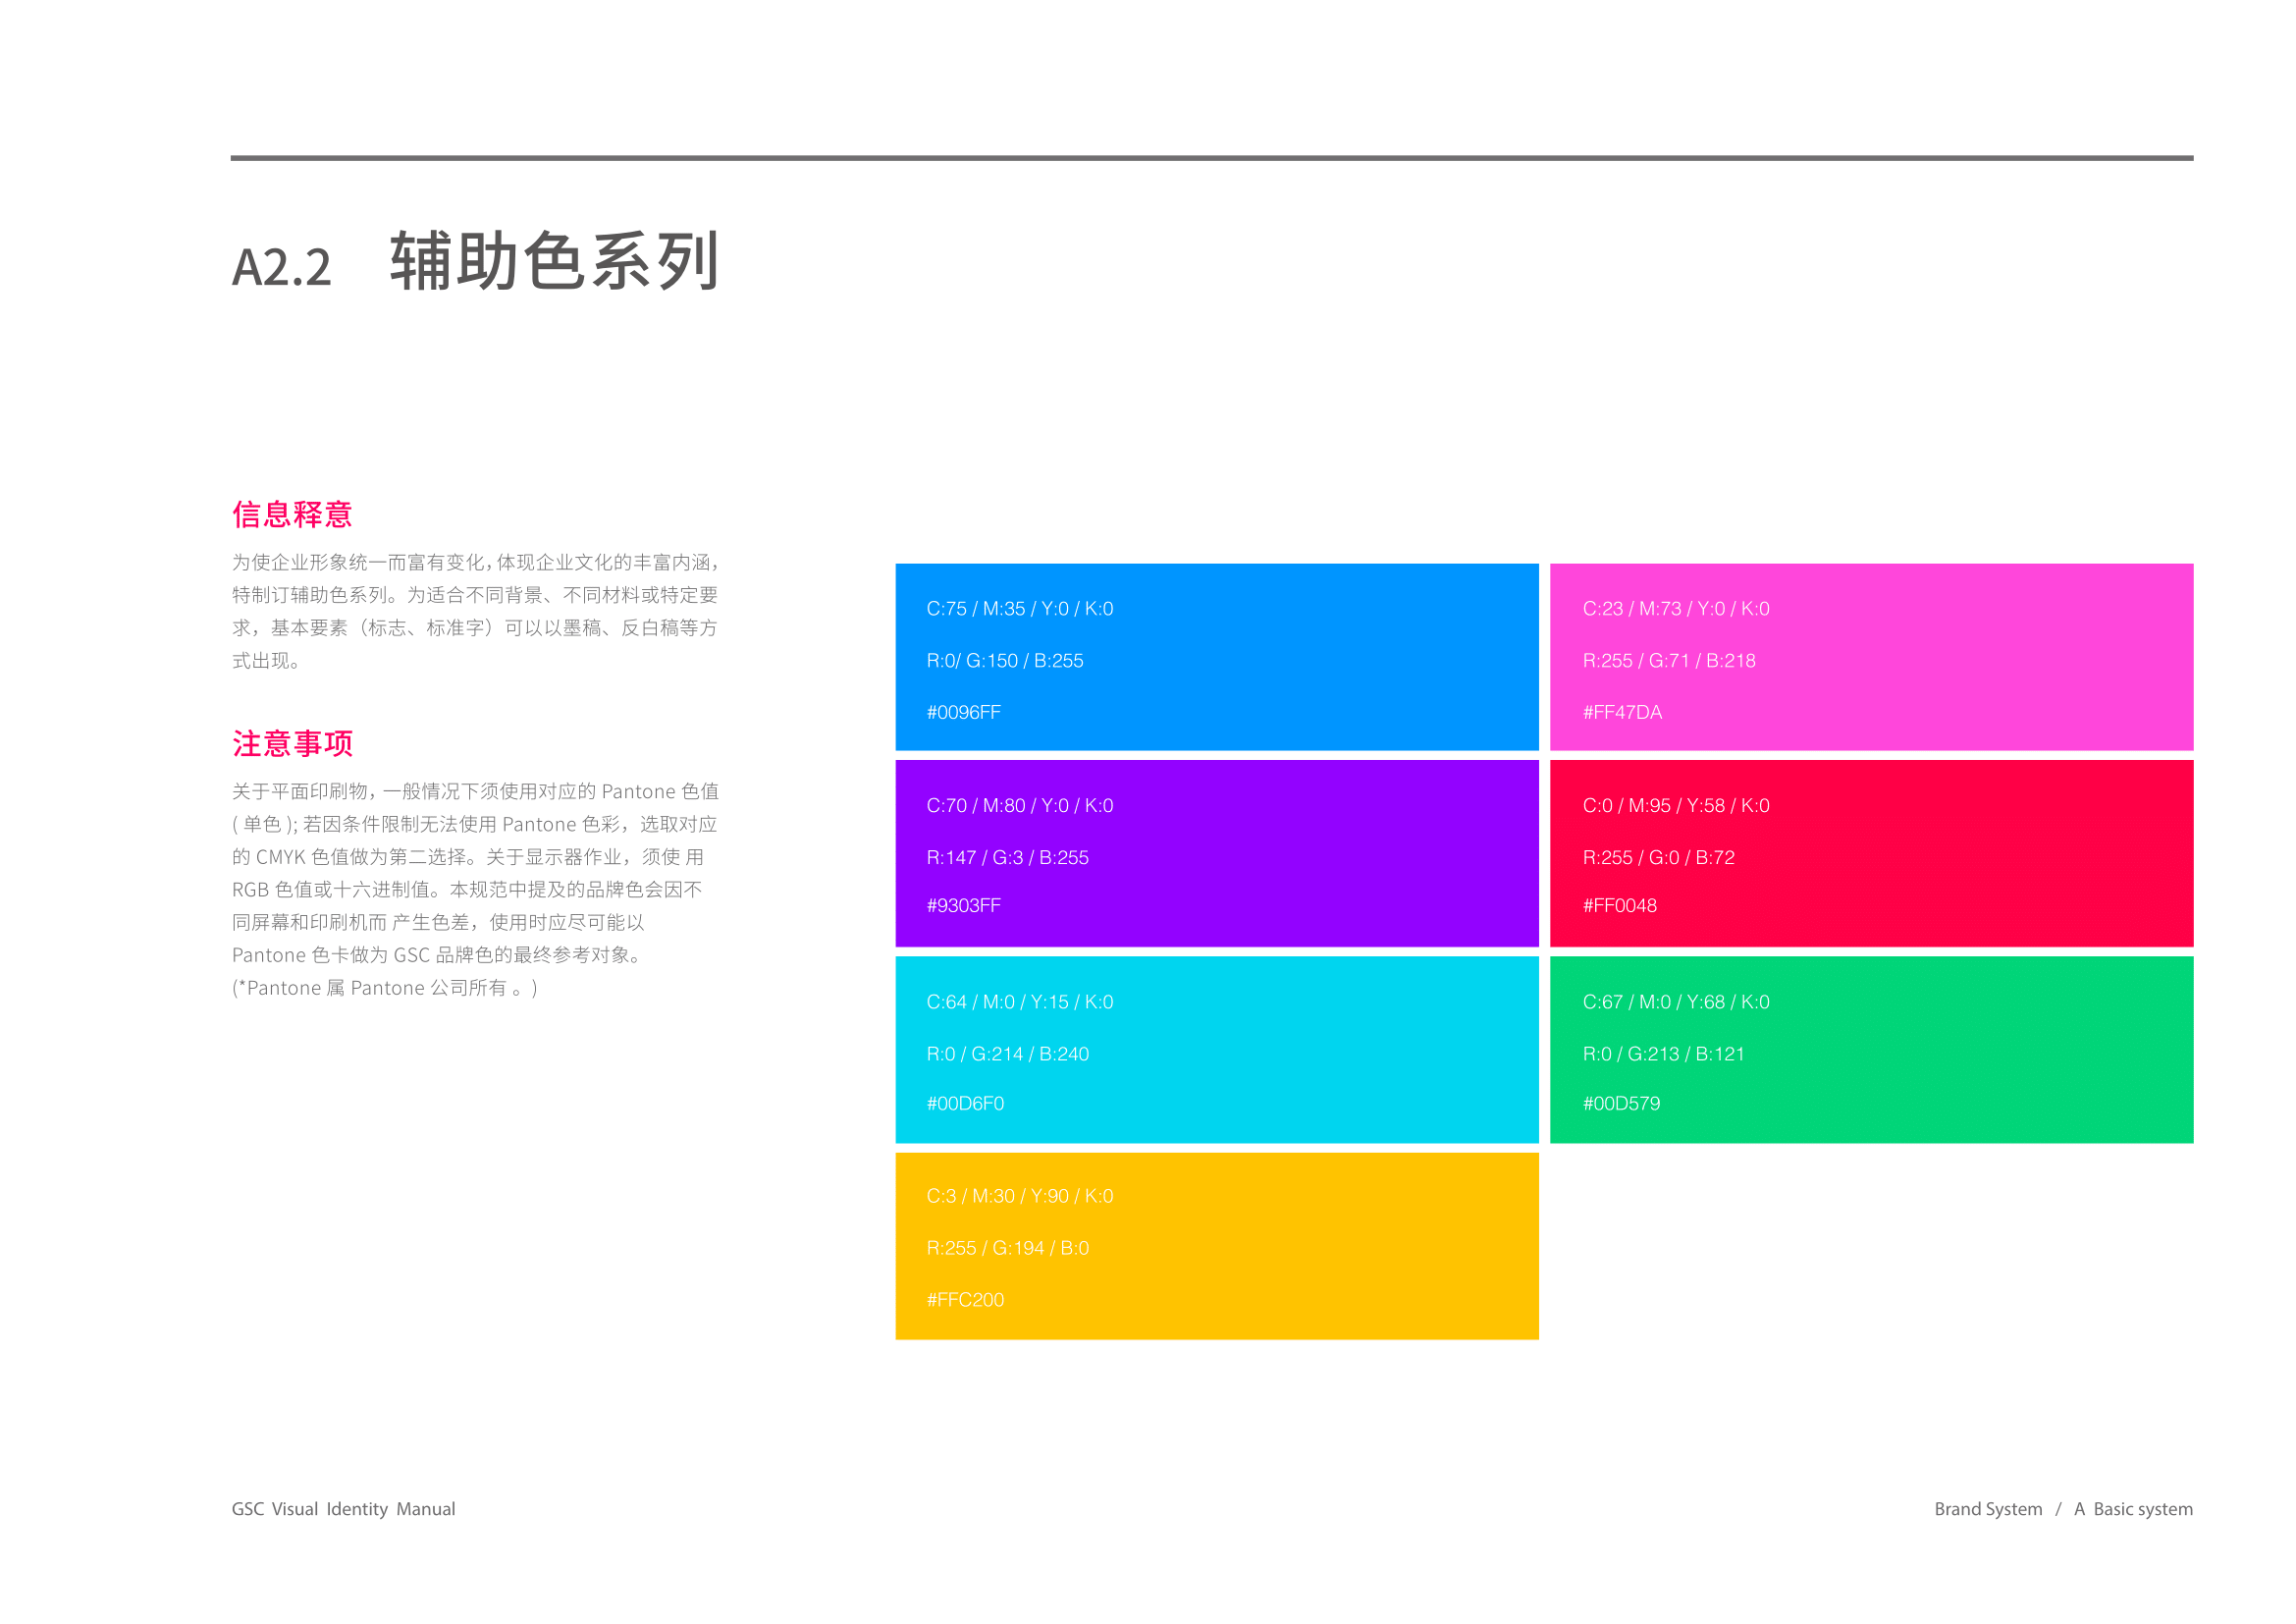 A2.2 辅助色系列
信息释意
为使企业形象统一而富有变化，体现企业文化的丰富内涵，
特制订辅助色系列。为适合不同背景、不同材料或特定要
求，基本要素（标志、标准字）可以以墨稿、反白稿等方
式出现。
注意事项
关于平面印刷物，一般情况下须使用对应的 Pantone 色值
( 单色 ); 若因条件限制无法使用 Pantone 色彩，选取对应
的 CMYK 色值做为第二选择。关于显示器作业，须使 用
RGB 色值或十六进制值。本规范中提及的品牌色会因不
同屏幕和印刷机而 产生色差，使用时应尽可能以
Pantone 色卡做为 GSC 品牌色的最终参考对象。
(*Pantone 属 Pantone 公司所有 。)
C:75 / M:35 / Y:0 / K:0
R:0/ G:150 / B:255
#0096FF
C:23 / M:73 / Y:0 / K:0
R:255 / G:71 / B:218
#FF47DA
C:70 / M:80 / Y:0 / K:0
R:147 / G:3 / B:255
#9303FF
C:0 / M:95 / Y:58 / K:0
R:255 / G:0 / B:72
#FF0048
C:64 / M:0 / Y:15 / K:0
R:0 / G:214 / B:240
#00D6F0
C:67 / M:0 / Y:68 / K:0
R:0 / G:213 / B:121
#00D579
C:3 / M:30 / Y:90 / K:0
R:255 / G:194 / B:0
#FFC200
GSC Visual Identity Manual
Brand System / A Basic system